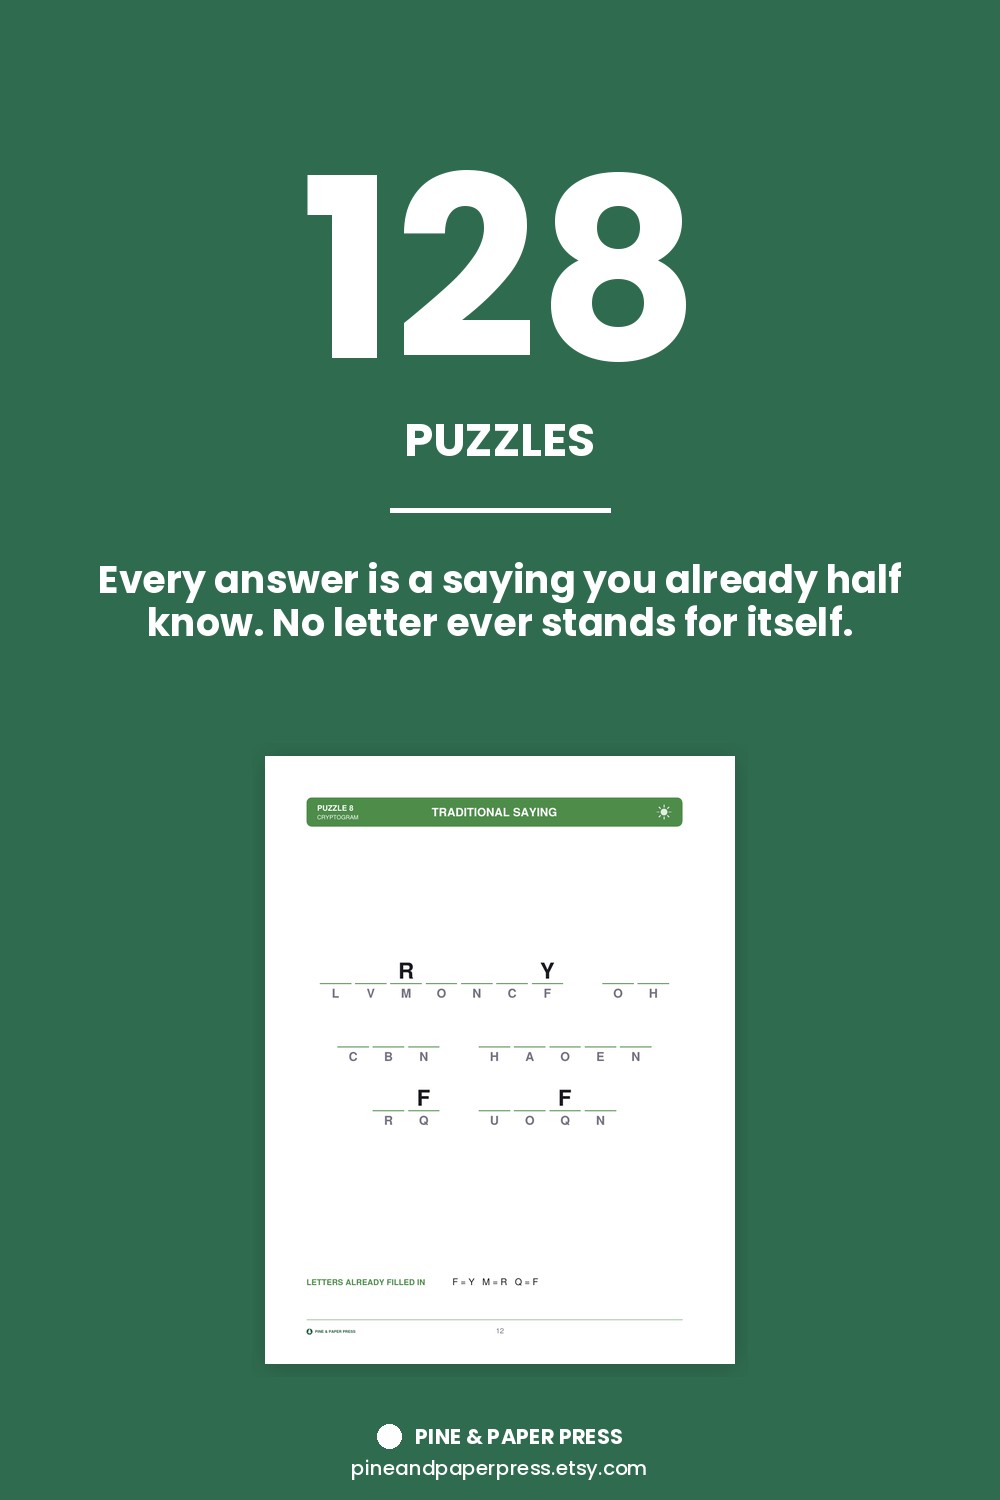 128
PUZZLES
Every answer is a saying you already half
know. No letter ever stands for itself.
PUZZLE 8
CRYPTOGRAM
TRADITIONAL SAYING
R Y
L V M O N C F O H
C B N H A O E N
F F
R Q U O Q N
LETTERS ALREADY FILLED IN F=Y M=R Q=F
PINE & PAPER PRESS 12
PINE & PAPER PRESS
pineandpaperpress.etsy.com